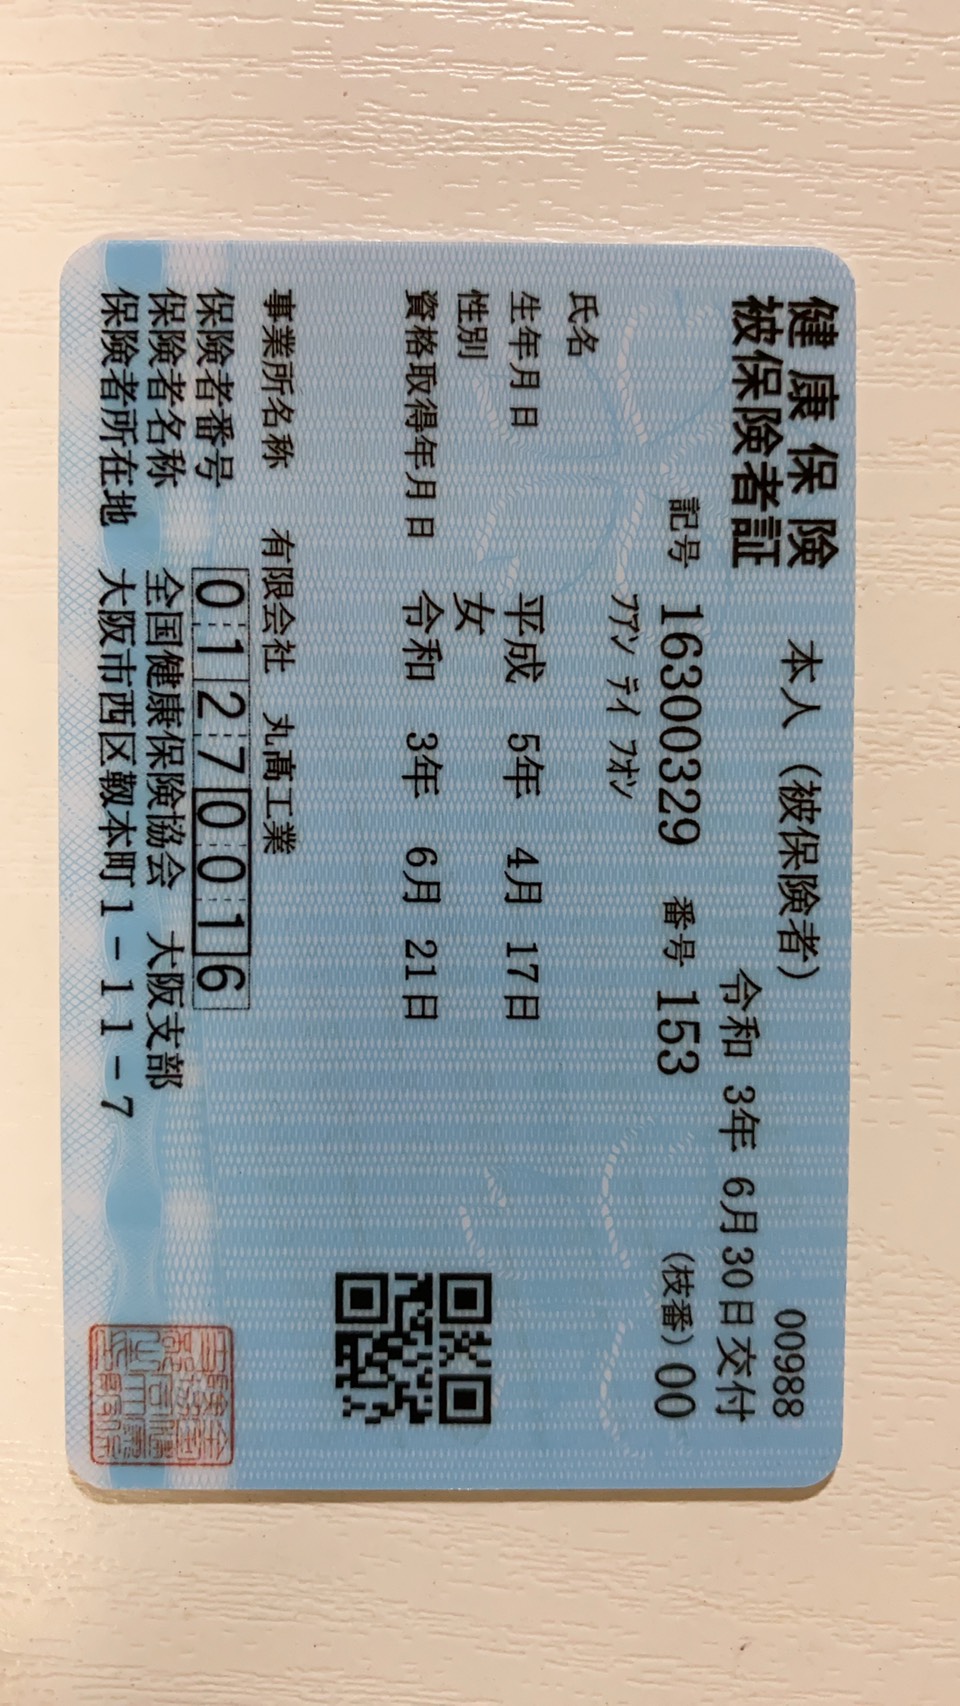 健康保険 本人（被保険者） 00988
被保険者証 令和 3年 6月30日交付
記号 16300329 番号 153 （枝番）00
ﾌｱﾝ ﾃｲ ﾌｵﾝ
氏名
生年月日 平成 5年 4月 17日
性別 女
資格取得年月日 令和 3年 6月 21日
事業所名称 有限会社 丸高工業
保険者番号 01270016
保険者名称 全国健康保険協会 大阪支部
保険者所在地 大阪市西区靱本町1-11-7